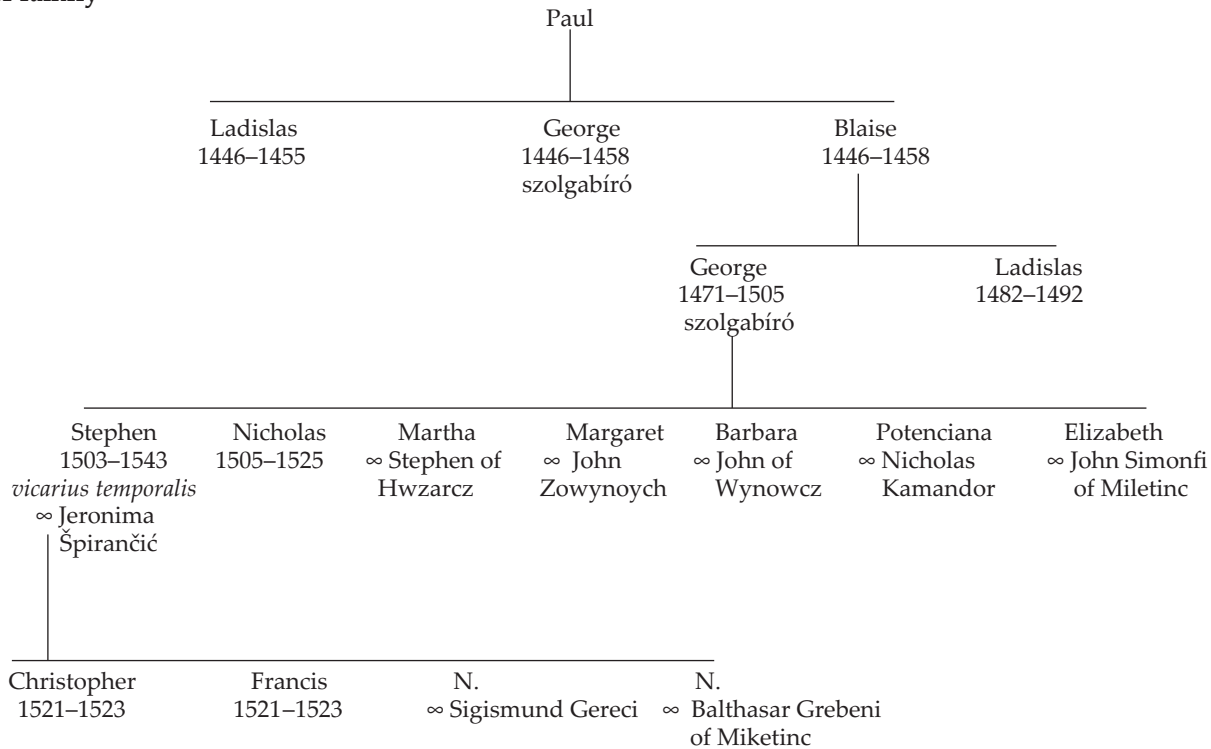 Paul
Ladislas George Blaise
1446–1455 1446–1458 1446–1458
szolgabíró
George Ladislas
1471–1505 1482–1492
szolgabíró
Stephen Nicholas Martha Margaret Barbara Potenciana Elizabeth
1503–1543 1505–1525 ∞ Stephen of ∞ John ∞ John of ∞ Nicholas ∞ John Simonfi
vicarius temporalis Hwzarcz Zowynoych Wynowcz Kamandor of Miletinc
∞ Jeronima
Špirančić
Christopher Francis N. N.
1521–1523 1521–1523 ∞ Sigismund Gereci ∞ Balthasar Grebeni
of Miketinc